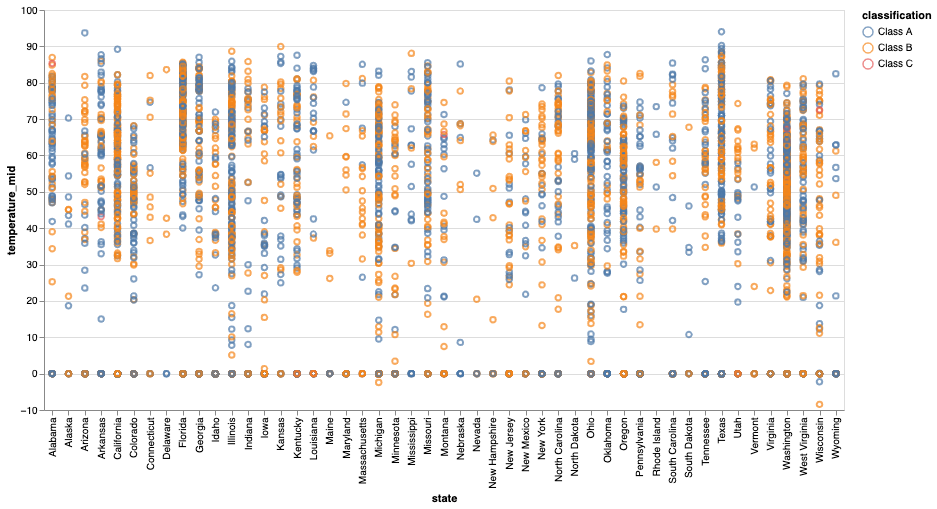 classification
Class A
Class B
Class C
temperature_mid
100
90
80
70
60
50
40
30
20
10
0
−10
Alabama
Alaska
Arizona
Arkansas
California
Colorado
Connecticut
Delaware
Florida
Georgia
Idaho
Illinois
Indiana
Iowa
Kansas
Kentucky
Louisiana
Maine
Maryland
Massachusetts
Michigan
Minnesota
Mississippi
Missouri
Montana
Nebraska
Nevada
New Hampshire
New Jersey
New Mexico
New York
North Carolina
North Dakota
Ohio
Oklahoma
Oregon
Pennsylvania
Rhode Island
South Carolina
South Dakota
Tennessee
Texas
Utah
Vermont
Virginia
Washington
West Virginia
Wisconsin
Wyoming
state